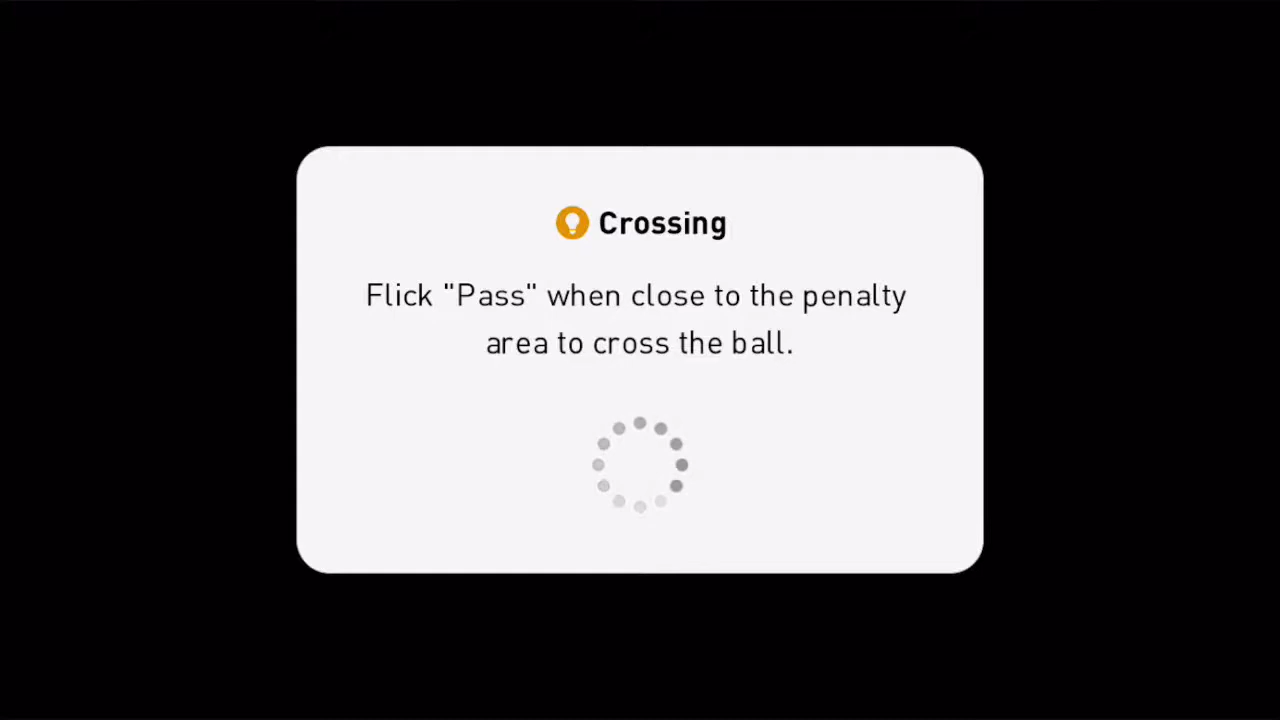 Crossing
Flick "Pass" when close to the penalty
area to cross the ball.